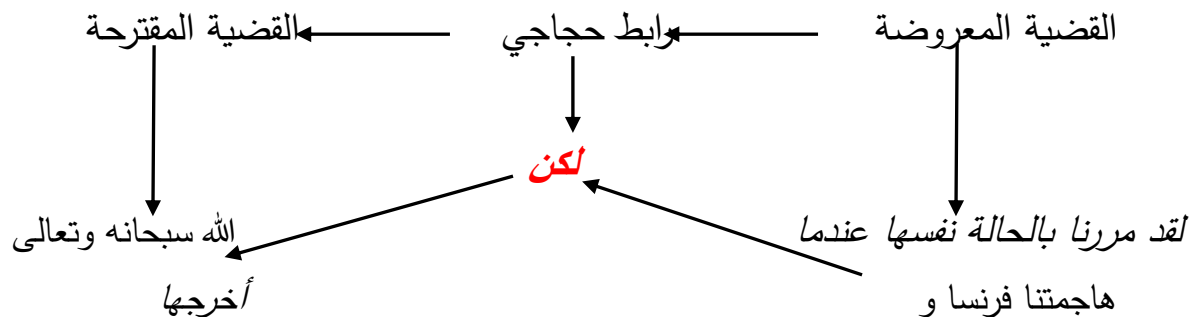 القضية المعروضة رابط حجاجي القضية المقترحة
لكن
لقد مررنا بالحالة نفسها عندما الله سبحانه وتعالى
هاجمتنا فرنسا و أخرجها